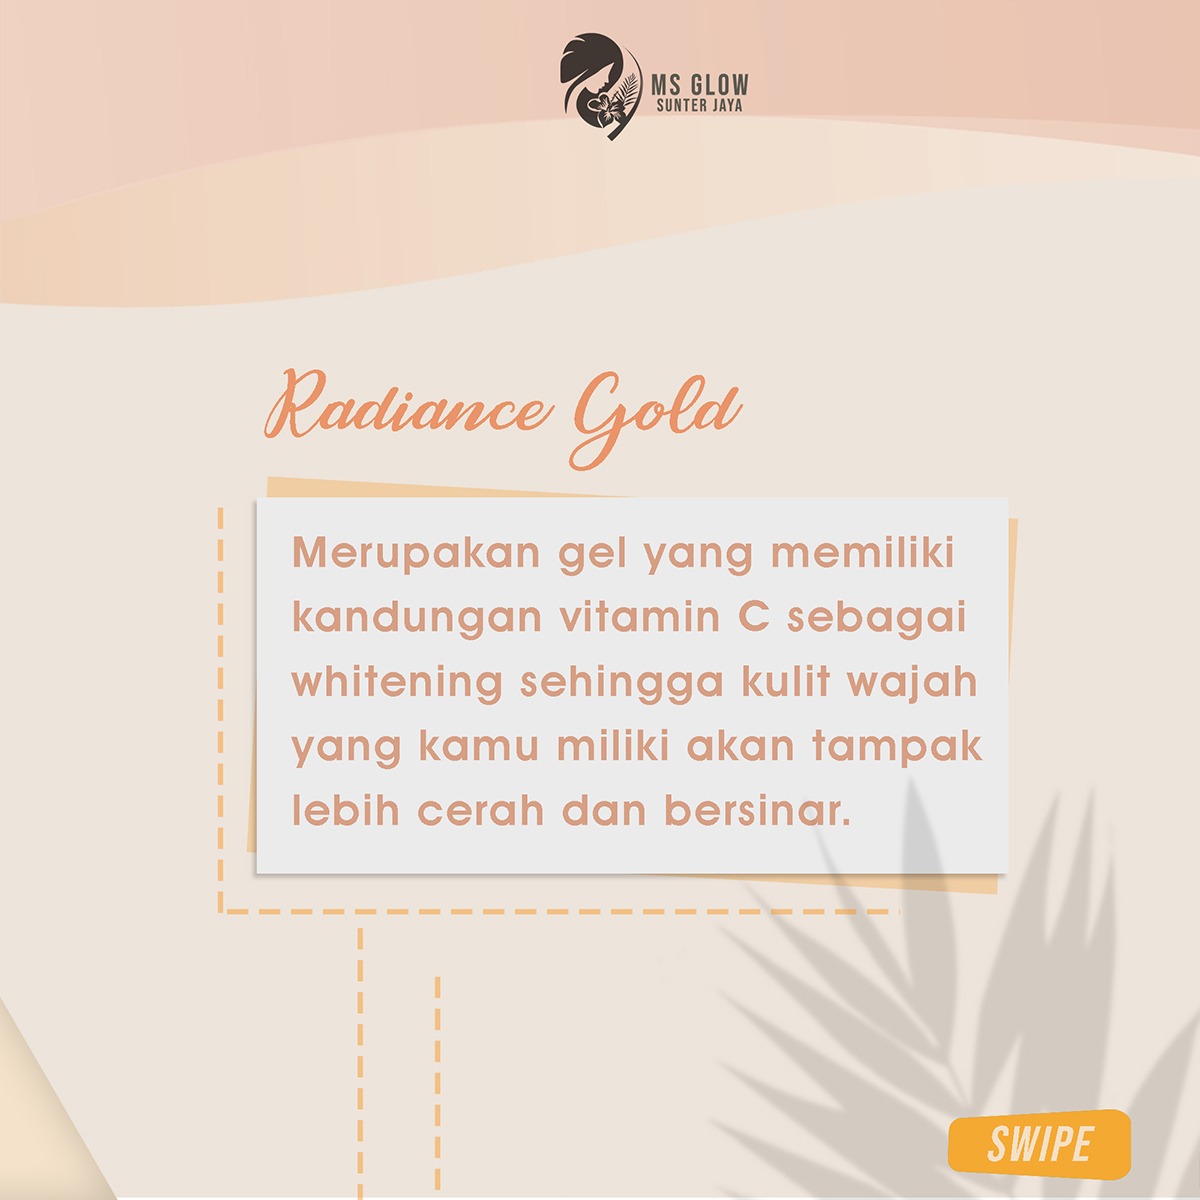 MS GLOW
SUNTER JAYA
Radiance Gold
Merupakan gel yang memiliki
kandungan vitamin C sebagai
whitening sehingga kulit wajah
yang kamu miliki akan tampak
lebih cerah dan bersinar.
SWIPE